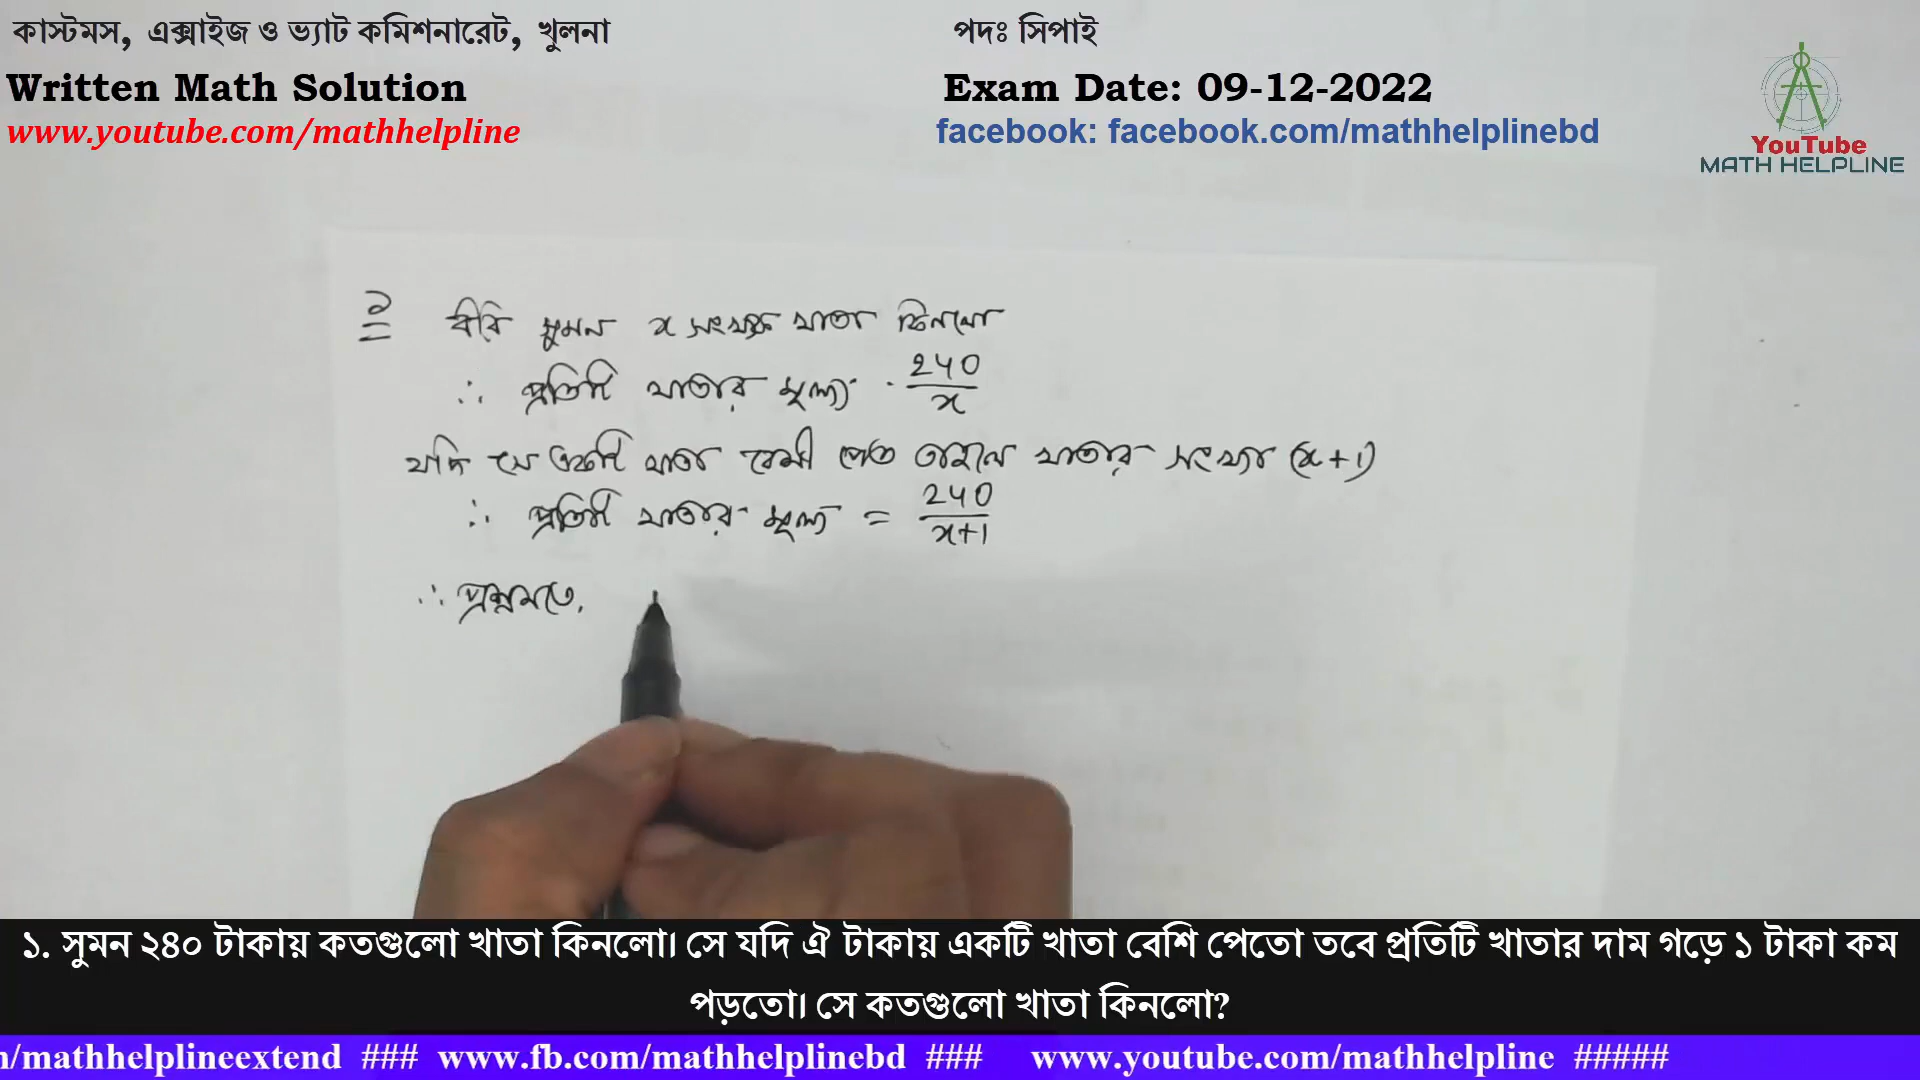 কাস্টমস, এক্সাইজ ও ভ্যাট কমিশনারেট, খুলনা
পদঃ সিপাই
Written Math Solution
Exam Date: 09-12-2022
www.youtube.com/mathhelpline
facebook: facebook.com/mathhelplinebd
YouTube
MATH HELPLINE
১ ধরি সুমন x সংখ্যক খাতা কিনলো
∴ প্রতিটি খাতার মূল্য 240/x
যদি সে একটি খাতা বেশী পেত তাহলে খাতার সংখ্যা (x+1)
∴ প্রতিটি খাতার মূল্য = 240/x+1
∴ প্রশ্নমতে,
১. সুমন ২৪০ টাকায় কতগুলো খাতা কিনলো। সে যদি ঐ টাকায় একটি খাতা বেশি পেতো তবে প্রতিটি খাতার দাম গড়ে ১ টাকা কম
পড়তো। সে কতগুলো খাতা কিনলো?
/mathhelplineextend ### www.fb.com/mathhelplinebd ### www.youtube.com/mathhelpline #####